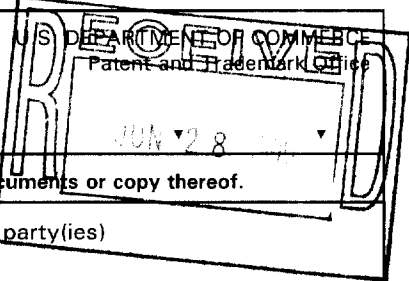 U.S. DEPARTMENT OF COMMERCE
Patent and Trademark Office
RECEIVED
JUN 28
cuments or copy thereof.
party(ies)